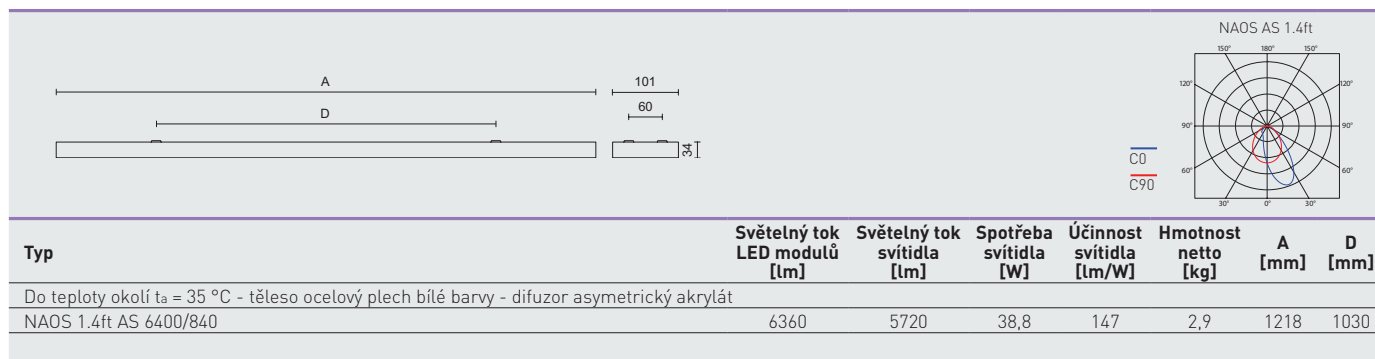 NAOS AS 1.4ft
150° 180° 150°
A 101
120° 120°
D 60
90° 90°
34
C0
60° 60°
C90
30° 0° 30°
Typ Světelný tok LED modulů [lm] Světelný tok svítidla [lm] Spotřeba svítidla [W] Účinnost svítidla [lm/W] Hmotnost netto [kg] A [mm] D [mm]
Do teploty okolí ta = 35 °C - těleso ocelový plech bílé barvy - difuzor asymetrický akrylát
NAOS 1.4ft AS 6400/840 6360 5720 38,8 147 2,9 1218 1030